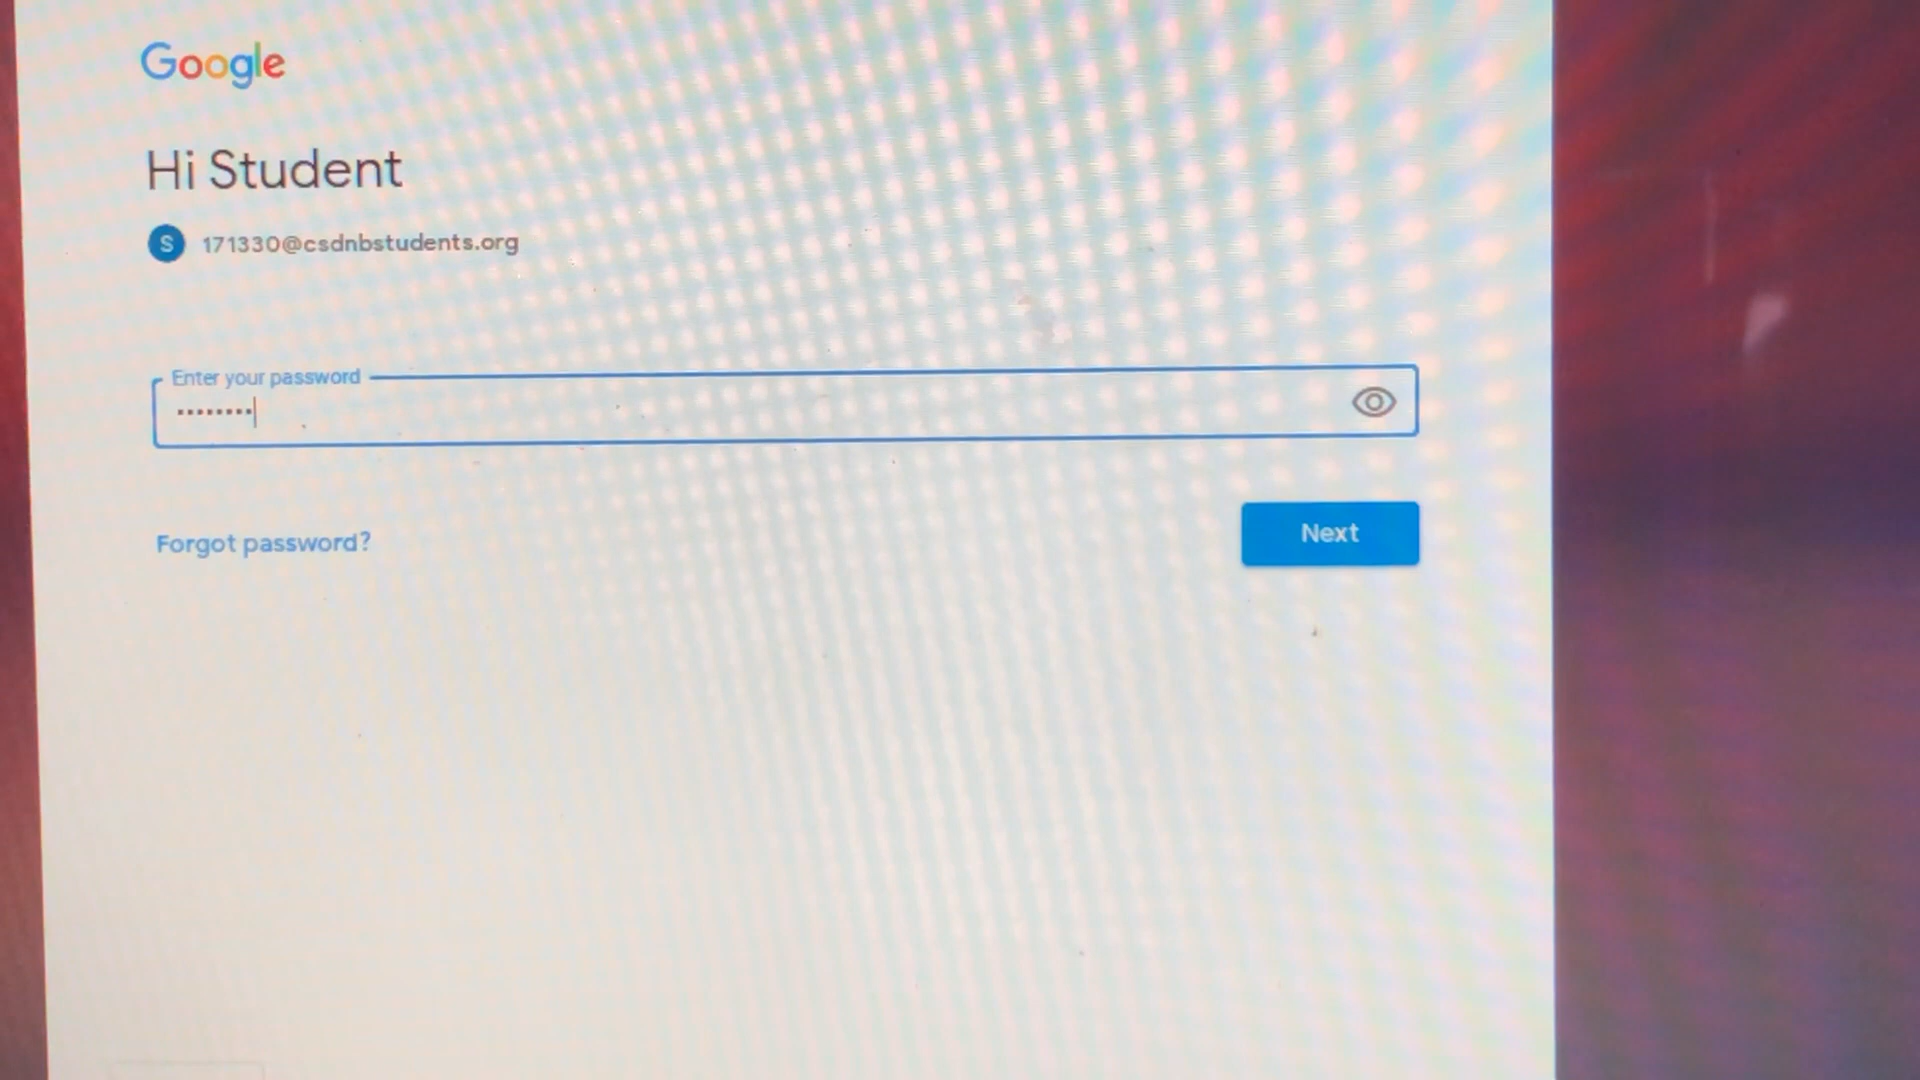 Google
Hi Student
S 171330@csdnbstudents.org
Enter your password
••••••••
Forgot password?
Next